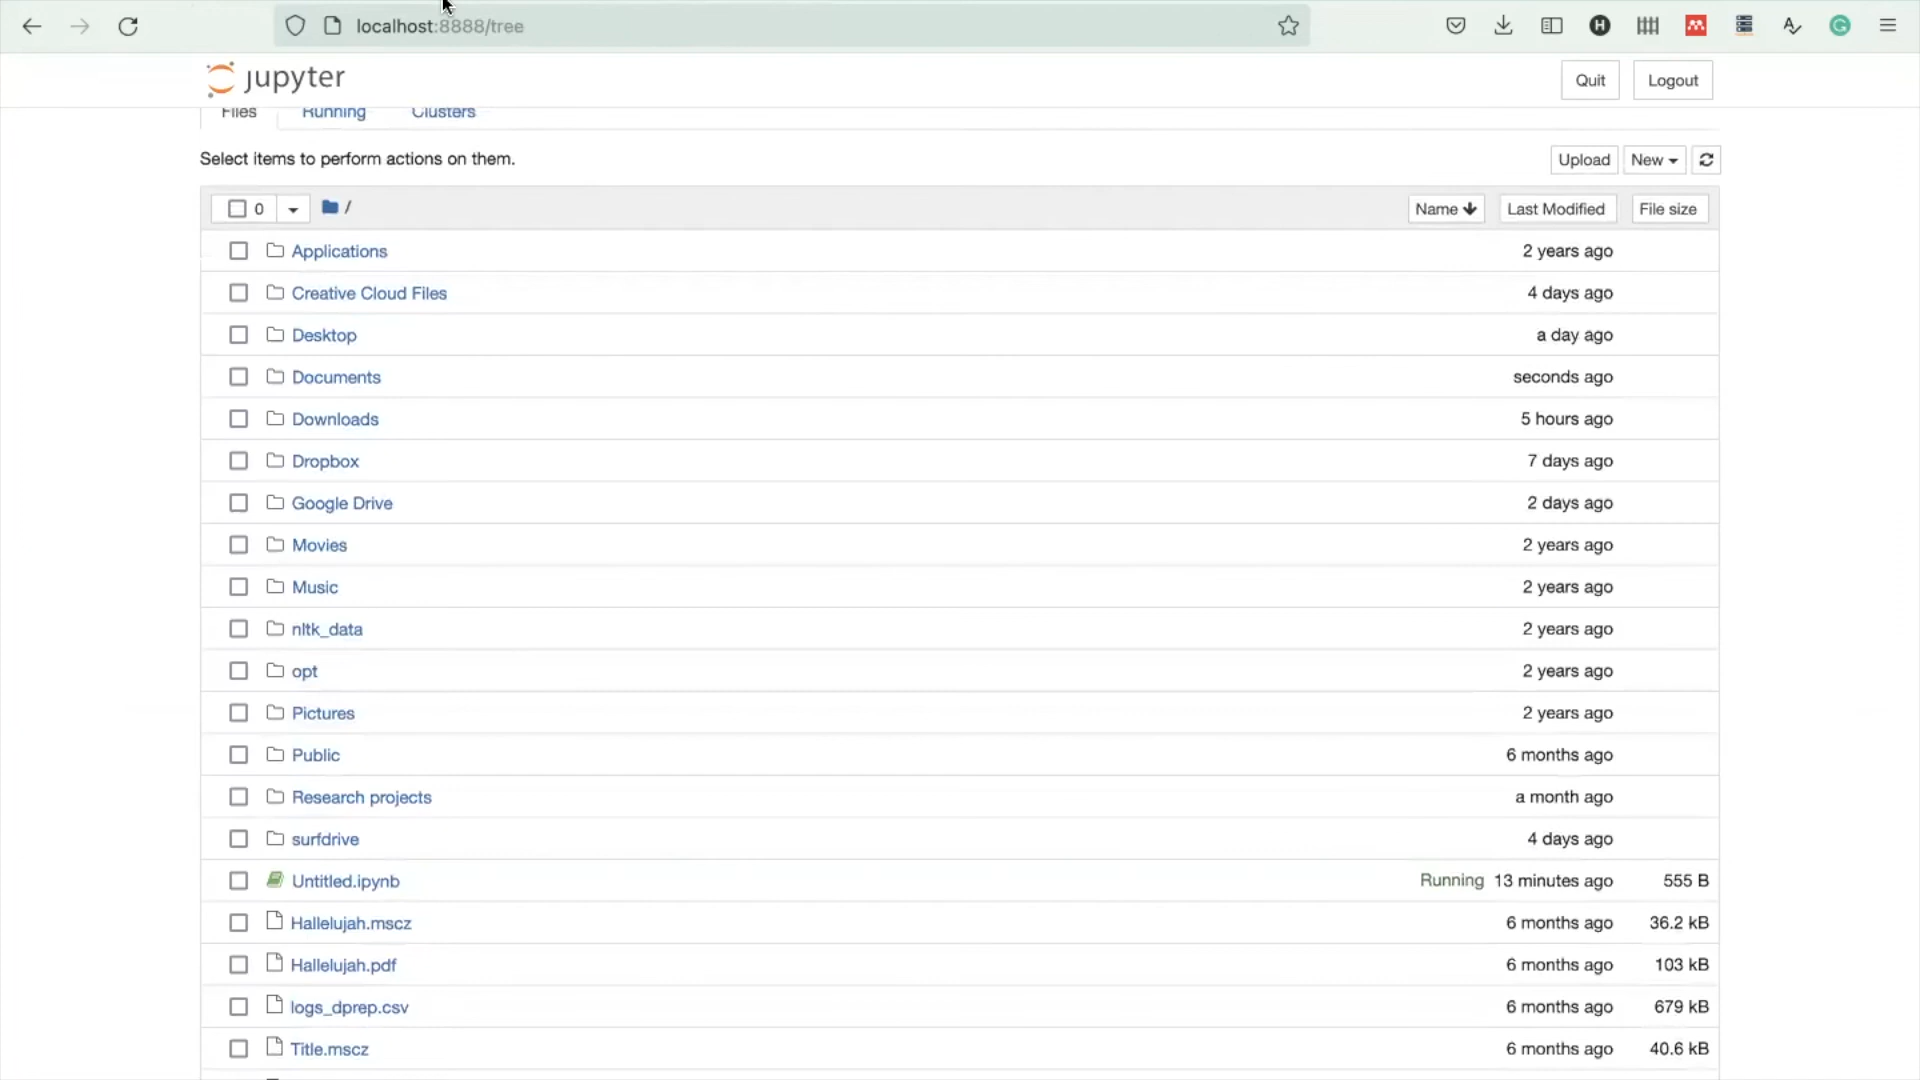 localhost:8888/tree
H
G
jupyter
Quit
Logout
Files
Running
Clusters
Select items to perform actions on them.
Upload
New
0
/
Name
Last Modified
File size
Applications
2 years ago
Creative Cloud Files
4 days ago
Desktop
a day ago
Documents
seconds ago
Downloads
5 hours ago
Dropbox
7 days ago
Google Drive
2 days ago
Movies
2 years ago
Music
2 years ago
nltk_data
2 years ago
opt
2 years ago
Pictures
2 years ago
Public
6 months ago
Research projects
a month ago
surfdrive
4 days ago
Untitled.ipynb
Running 13 minutes ago
555 B
Hallelujah.mscz
6 months ago
36.2 kB
Hallelujah.pdf
6 months ago
103 kB
logs_dprep.csv
6 months ago
679 kB
Title.mscz
6 months ago
40.6 kB